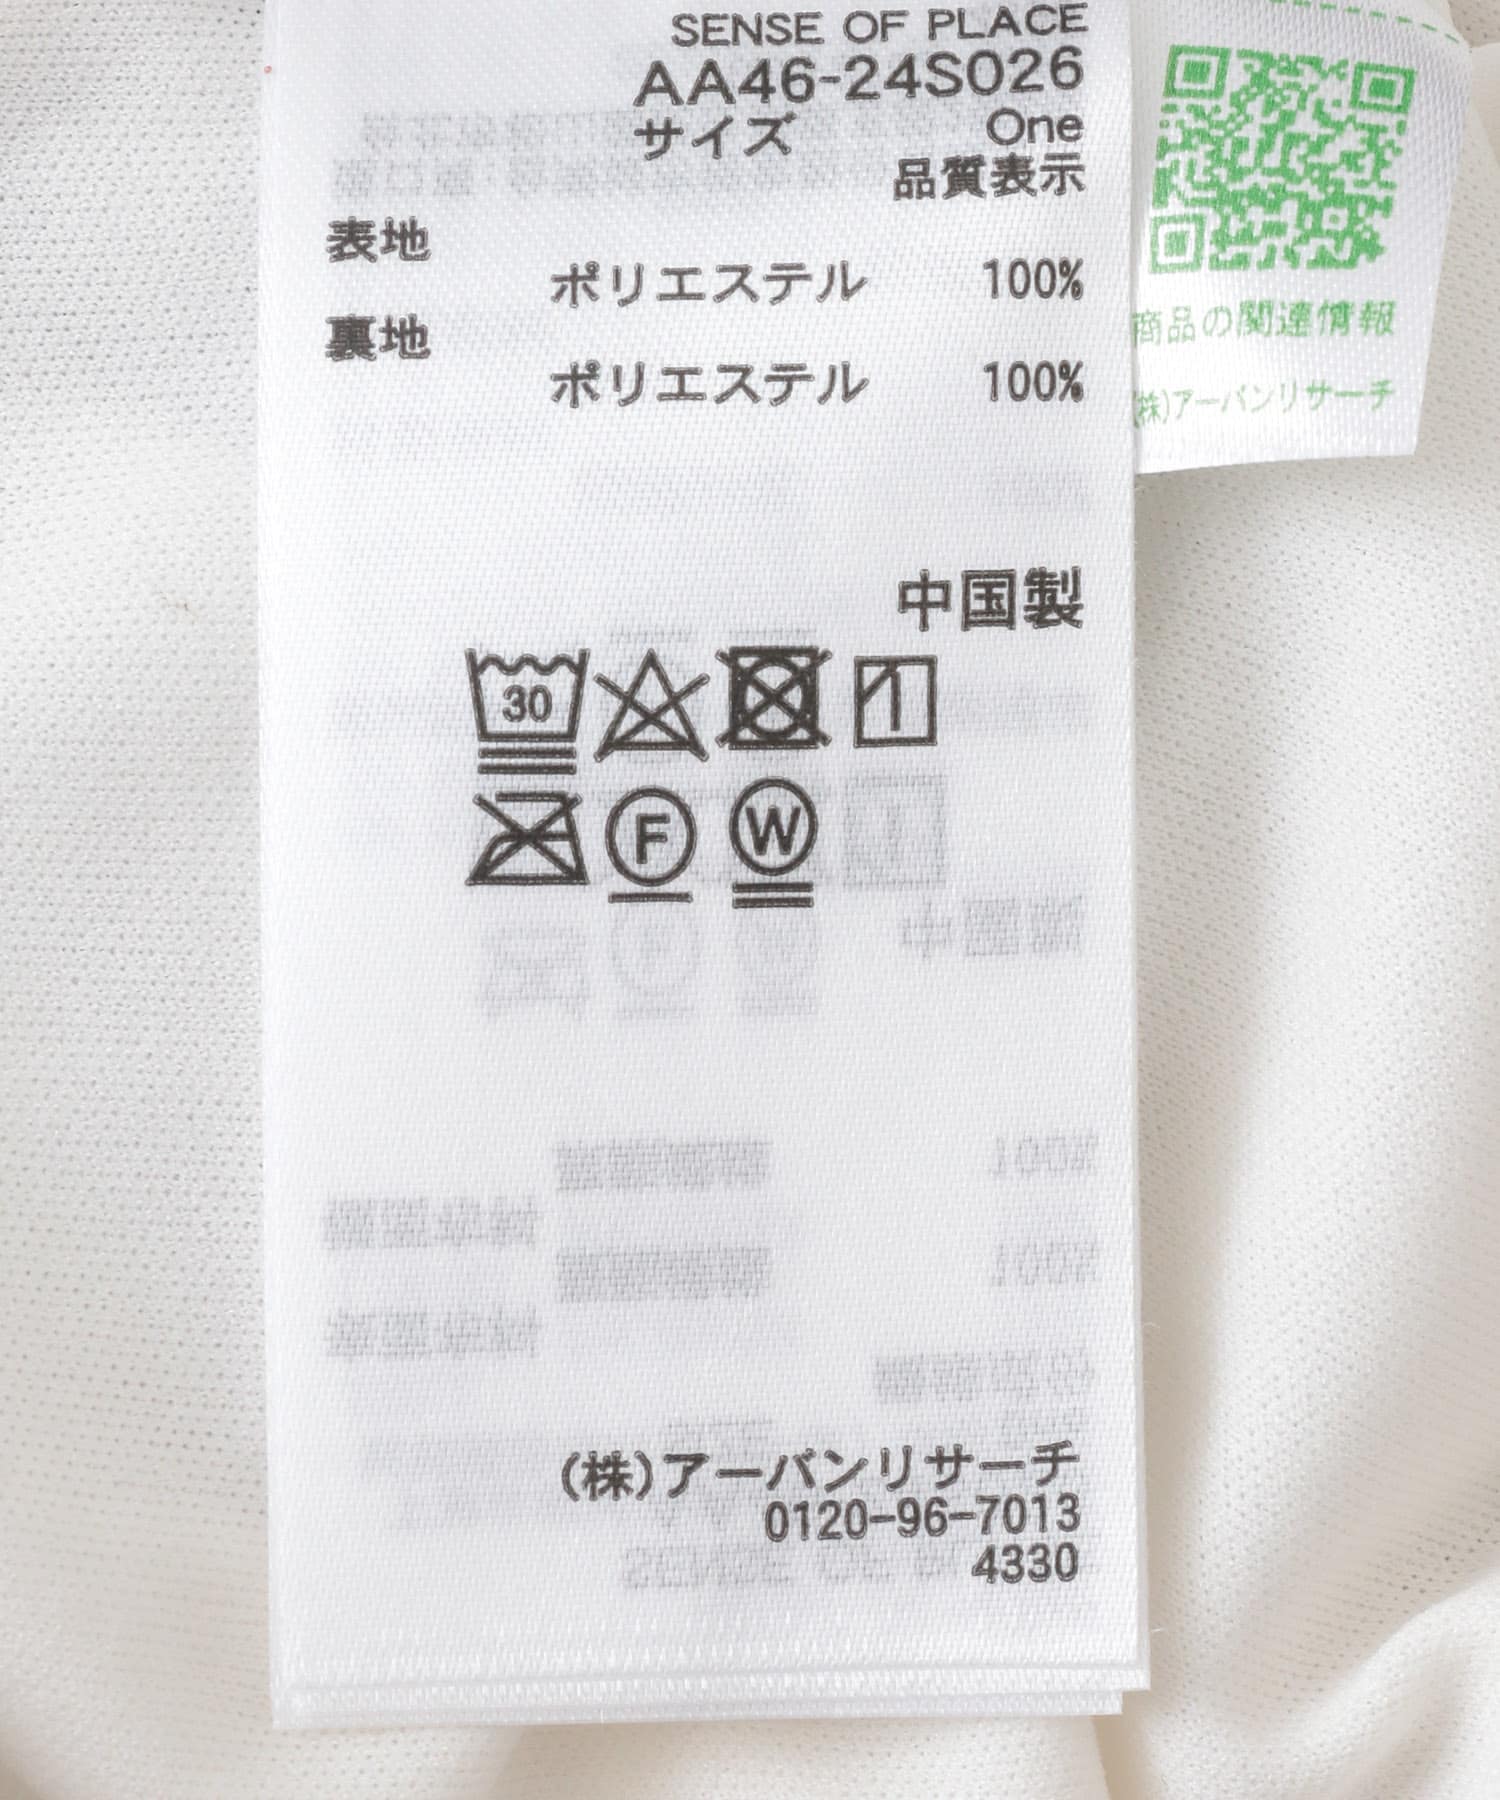 SENSE OF PLACE
AA46-24S026
サイズ One
品質表示
表地
ポリエステル 100%
裏地
ポリエステル 100%
中国製
30
F W
(株)アーバンリサーチ
0120-96-7013
4330
商品の関連情報
(株)アーバンリサーチ